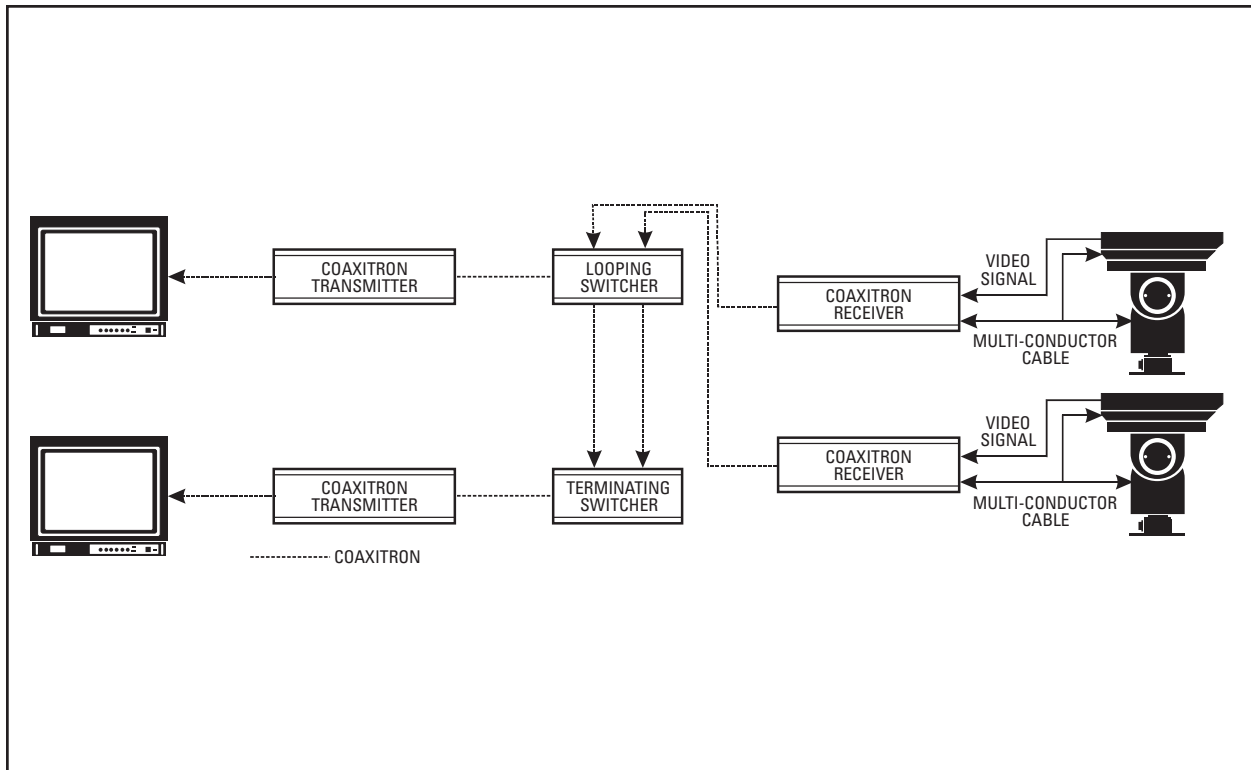 COAXITRON
TRANSMITTER
LOOPING
SWITCHER
COAXITRON
RECEIVER
VIDEO
SIGNAL
MULTI-CONDUCTOR
CABLE
COAXITRON
TRANSMITTER
TERMINATING
SWITCHER
COAXITRON
RECEIVER
VIDEO
SIGNAL
MULTI-CONDUCTOR
CABLE
COAXITRON